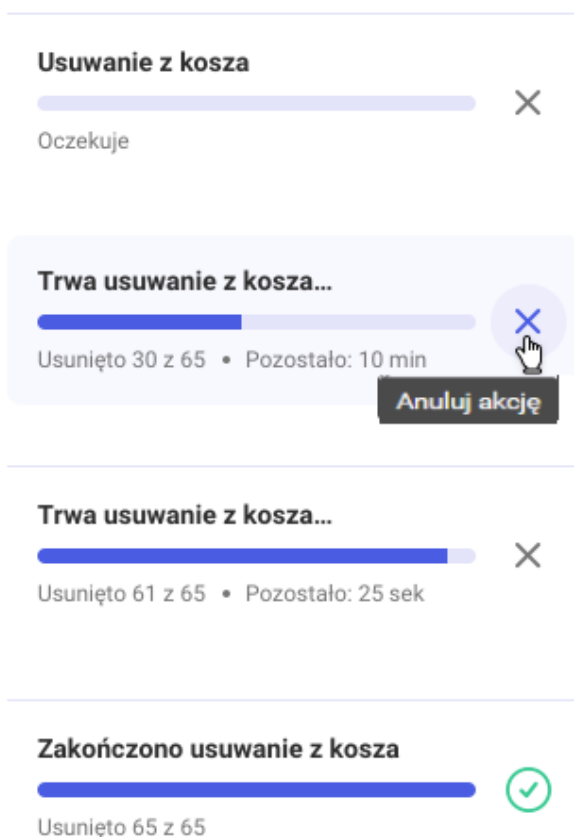 Usuwanie z kosza
Oczekuje
Trwa usuwanie z kosza...
Usunięto 30 z 65 • Pozostało: 10 min
Anuluj akcję
Trwa usuwanie z kosza...
Usunięto 61 z 65 • Pozostało: 25 sek
Zakończono usuwanie z kosza
Usunięto 65 z 65